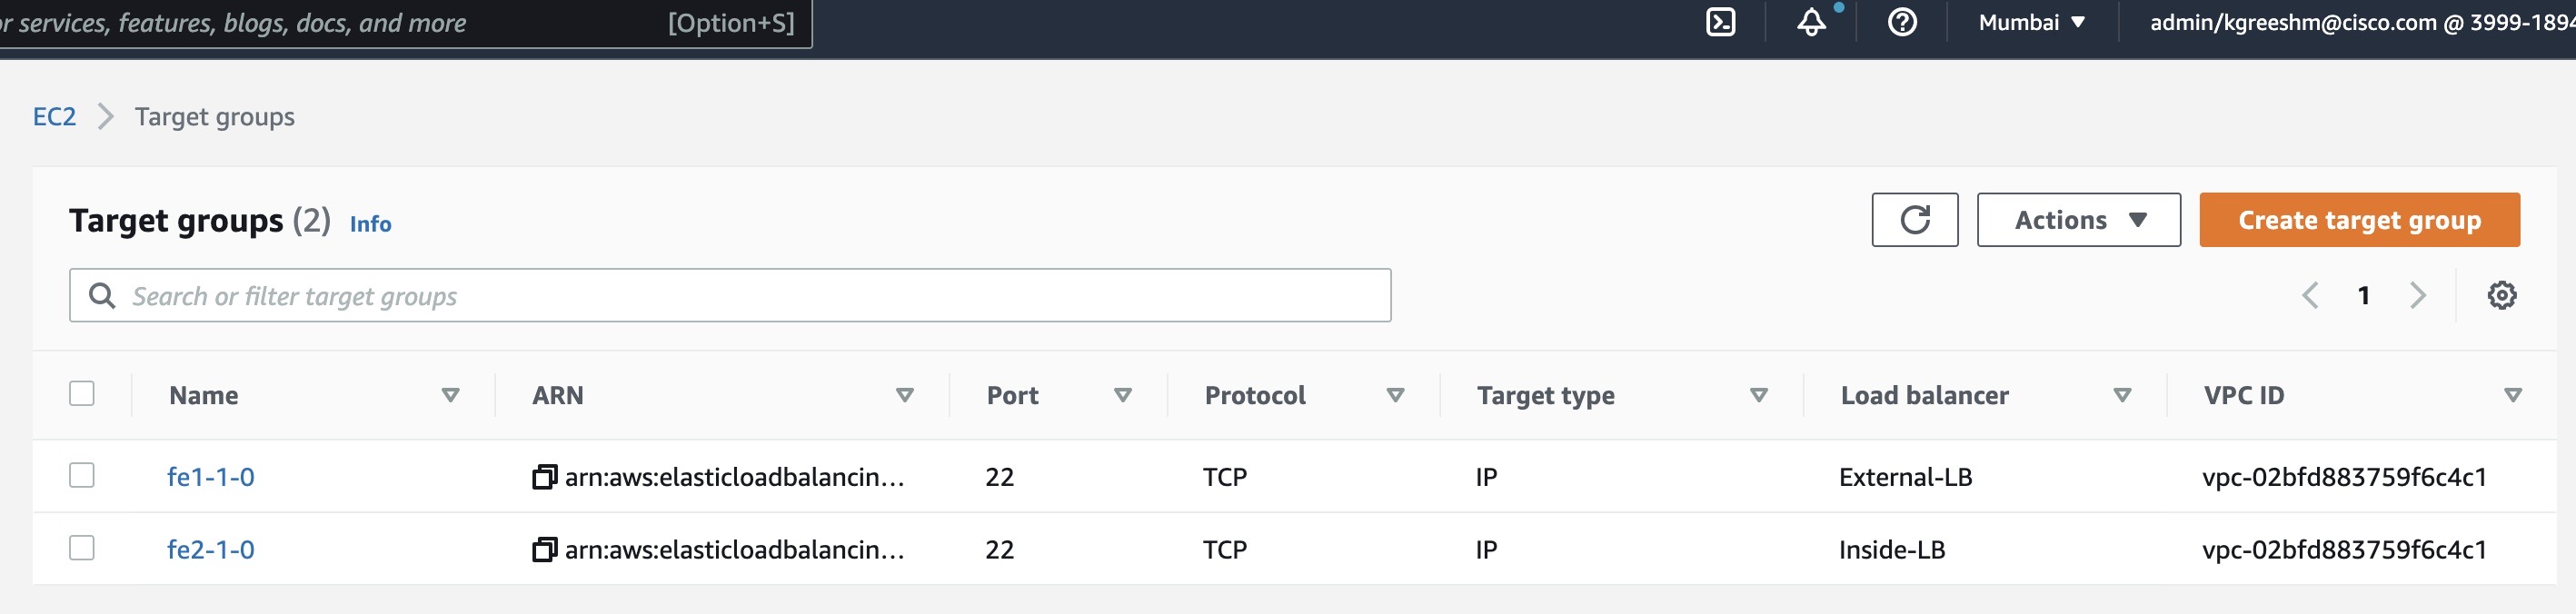 or services, features, blogs, docs, and more [Option+S] Mumbai ▼ admin/kgreeshm@cisco.com @ 3999-1894
EC2 > Target groups
Target groups (2) Info Actions ▼ Create target group
Search or filter target groups < 1 >
Name ARN Port Protocol Target type Load balancer VPC ID
fe1-1-0 arn:aws:elasticloadbalancin... 22 TCP IP External-LB vpc-02bfd883759f6c4c1
fe2-1-0 arn:aws:elasticloadbalancin... 22 TCP IP Inside-LB vpc-02bfd883759f6c4c1